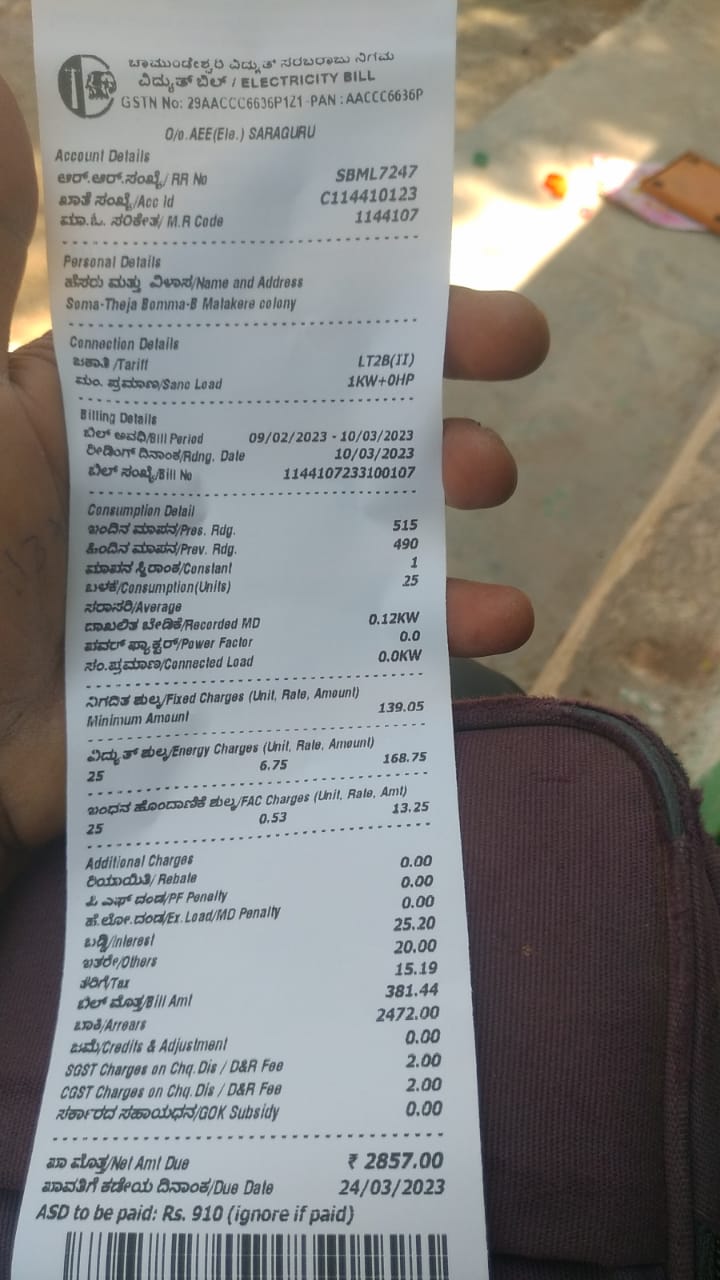 ಚಾಮುಂಡೇಶ್ವರಿ ವಿದ್ಯುತ್ ಸರಬರಾಜು ನಿಗಮ
ವಿದ್ಯುತ್ ಬಿಲ್ / ELECTRICITY BILL
GSTN No: 29AACCC6636P1Z1 PAN : AACCC6636P
O/o.AEE(Ele.) SARAGURU
Account Details
ಆರ್.ಆರ್.ಸಂಖ್ಯೆ/ RR No SBML7247
ಖಾತೆ ಸಂಖ್ಯೆ/Acc Id C114410123
ಮಾ.ಓ. ಸಂಕೇತ/ M.R Code 1144107
Personal Details
ಹೆಸರು ಮತ್ತು ವಿಳಾಸ/Name and Address
Soma-Theja Bomma-B Matakere colony
Connection Details
ಜಕಾತಿ /Tariff LT2B(II)
ಮಂ. ಪ್ರಮಾಣ/Sanc Load 1KW+0HP
Billing Details
ಬಿಲ್ ಅವಧಿ/Bill Period 09/02/2023 - 10/03/2023
ರೀಡಿಂಗ್ ದಿನಾಂಕ/Rdng. Date 10/03/2023
ಬಿಲ್ ಸಂಖ್ಯೆ/Bill No 1144107233100107
Consumption Detail
ಇಂದಿನ ಮಾಪನ/Pres. Rdg. 515
ಹಿಂದಿನ ಮಾಪನ/Prev. Rdg. 490
ಮಾಪನ ಸ್ಥಿರಾಂಕ/Constant 1
ಬಳಕೆ/Consumption(Units) 25
ಸರಾಸರಿ/Average
ದಾಖಲಿತ ಬೇಡಿಕೆ/Recorded MD 0.12KW
ಪವರ್ ಫ್ಯಾಕ್ಟರ್/Power Factor 0.0
ಸಂ.ಪ್ರಮಾಣ/Connected Load 0.0KW
ನಿಗದಿತ ಶುಲ್ಕ/Fixed Charges (Unit, Rate, Amount)
Minimum Amount 139.05
ವಿದ್ಯುತ್ ಶುಲ್ಕ/Energy Charges (Unit, Rate, Amount)
25 6.75 168.75
ಇಂಧನ ಹೊಂದಾಣಿಕೆ ಶುಲ್ಕ/FAC Charges (Unit, Rate, Amt)
25 0.53 13.25
Additional Charges
ರಿಯಾಯಿತಿ/ Rebate 0.00
ಪಿ ಎಫ್ ದಂಡ/PF Penalty 0.00
ಹೆ.ಲೋ.ದಂಡ/Ex.Load/MD Penalty 0.00
ಬಡ್ಡಿ/Interest 25.20
ಇತರೇ/Others 20.00
ತೆರಿಗೆ/Tax 15.19
ಬಿಲ್ ಮೊತ್ತ/Bill Amt 381.44
ಬಾಕಿ/Arrears 2472.00
ಜಮೆ/Credits & Adjustment 0.00
SGST Charges on Chq.Dis / D&R Fee 2.00
CGST Charges on Chq.Dis / D&R Fee 2.00
ಸರ್ಕಾರದ ಸಹಾಯಧನ/GOK Subsidy 0.00
ಪಾ ಮೊತ್ತ/Net Amt Due ₹ 2857.00
ಪಾವತಿಗೆ ಕಡೇಯ ದಿನಾಂಕ/Due Date 24/03/2023
ASD to be paid: Rs. 910 (ignore if paid)